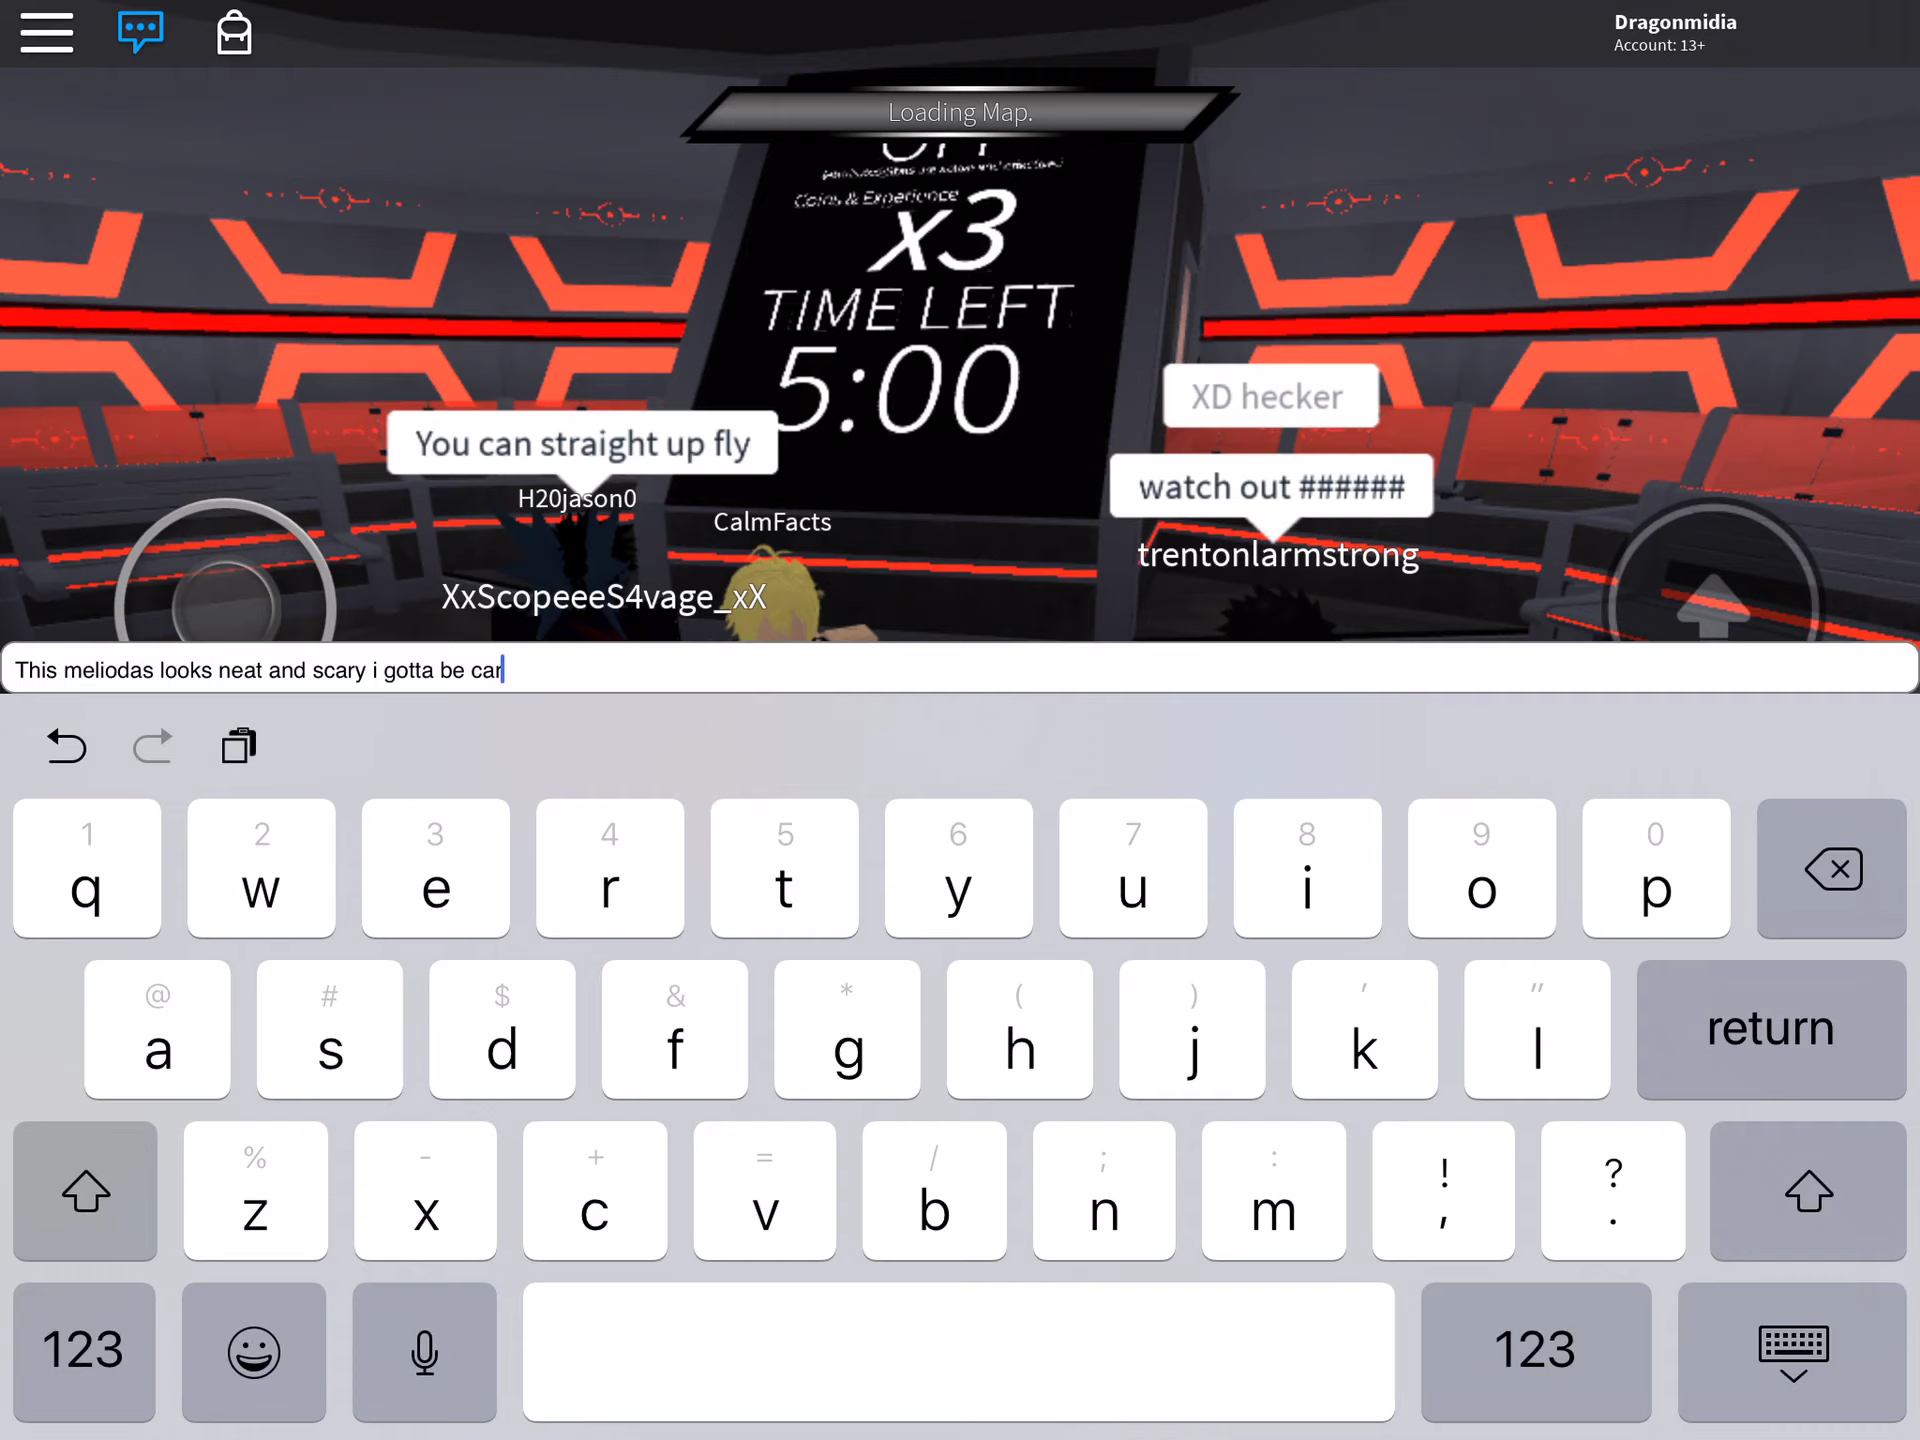 Dragonmidia
Account: 13+
Loading Map.
Coins & Experience
x3
TIME LEFT
5:00
XD hecker
You can straight up fly
watch out ######
H20jason0
CalmFacts
trentonlarmstrong
XxScopeeeS4vage_xX
This meliodas looks neat and scary i gotta be car
1 2 3 4 5 6 7 8 9 0
q w e r t y u i o p
@ # $ & * ( ) ' "
a s d f g h j k l return
% - + = / ; : ! ?
z x c v b n m , .
123 123